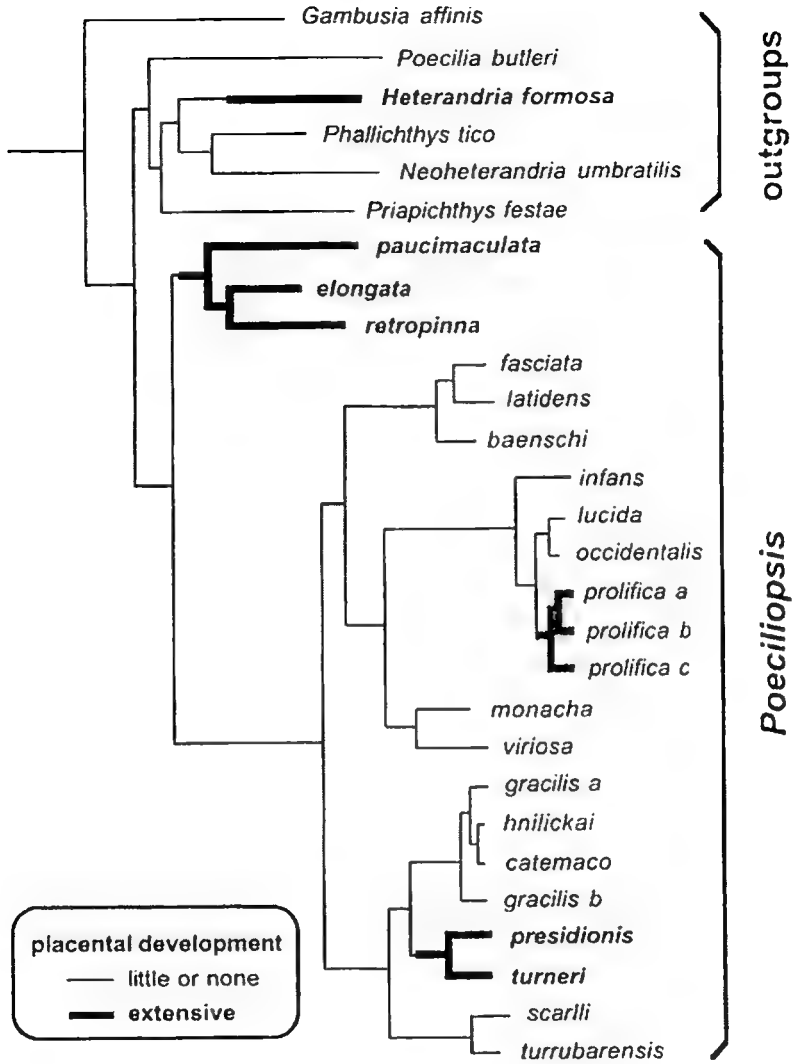 Gambusia affinis
Poecilia butleri
Heterandria formosa
Phallichthys tico
Neoheterandria umbratilis
Priapichthys festae
outgroups
paucimaculata
elongata
retropinna
fasciata
latidens
baenschi
infans
lucida
occidentalis
prolifica a
prolifica b
prolifica c
monacha
viriosa
gracilis a
hnilickai
catemaco
gracilis b
presidionis
turneri
scarlli
turrubarensis
Poeciliopsis
placental development
little or none
extensive